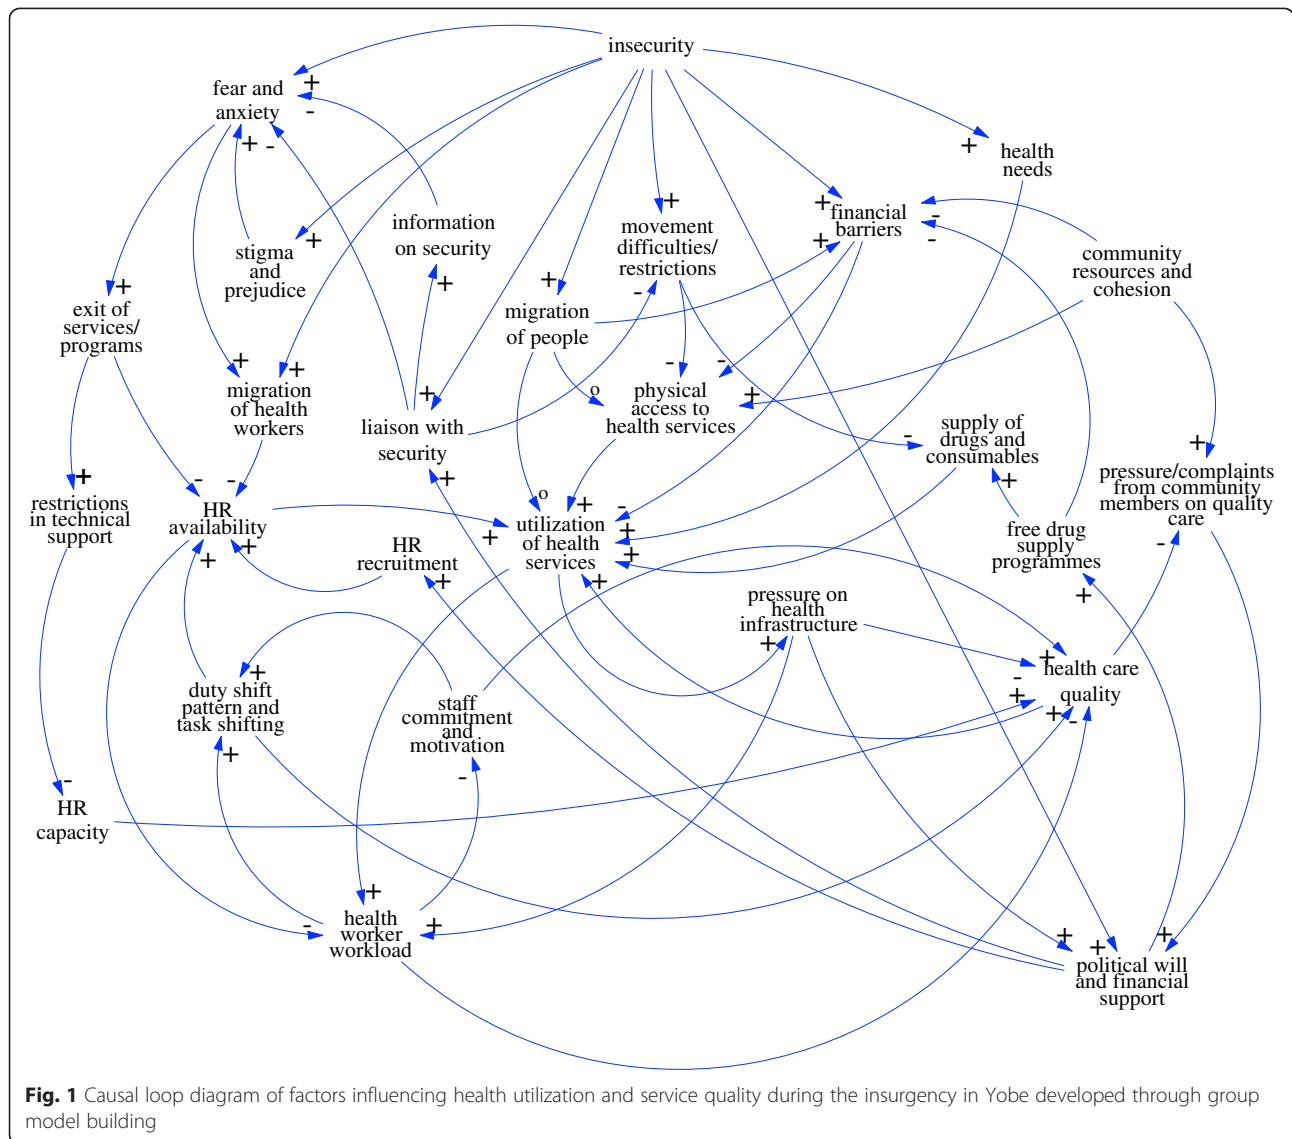 insecurity
fear and
anxiety
+
-
+
-
+
health
needs
information
on security
+
stigma
and
prejudice
+
+
movement
difficulties/
restrictions
-
+
financial
barriers
+
-
-
community
resources and
cohesion
+
exit of
services/
programs
+
migration
of people
+
+
+
migration
of health
workers
+
liaison with
security
+
-
-
o
+
physical
access to
health services
-
supply of
drugs and
consumables
+
+
pressure/complaints
from community
members on quality
care
-
+
restrictions
in technical
support
-
-
HR
availability
+
+
HR
recruitment
+
o
+
-
+
+
+
+
utilization
of health
services
free drug
supply
programmes
+
pressure on
health
infrastructure
+
+
-
+
+
-
health care
quality
+
duty shift
pattern and
task shifting
+
staff
commitment
and
motivation
-
-
HR
capacity
+
-
+
health
worker
workload
+
+
+
political will
and financial
support
Fig. 1 Causal loop diagram of factors influencing health utilization and service quality during the insurgency in Yobe developed through group
model building